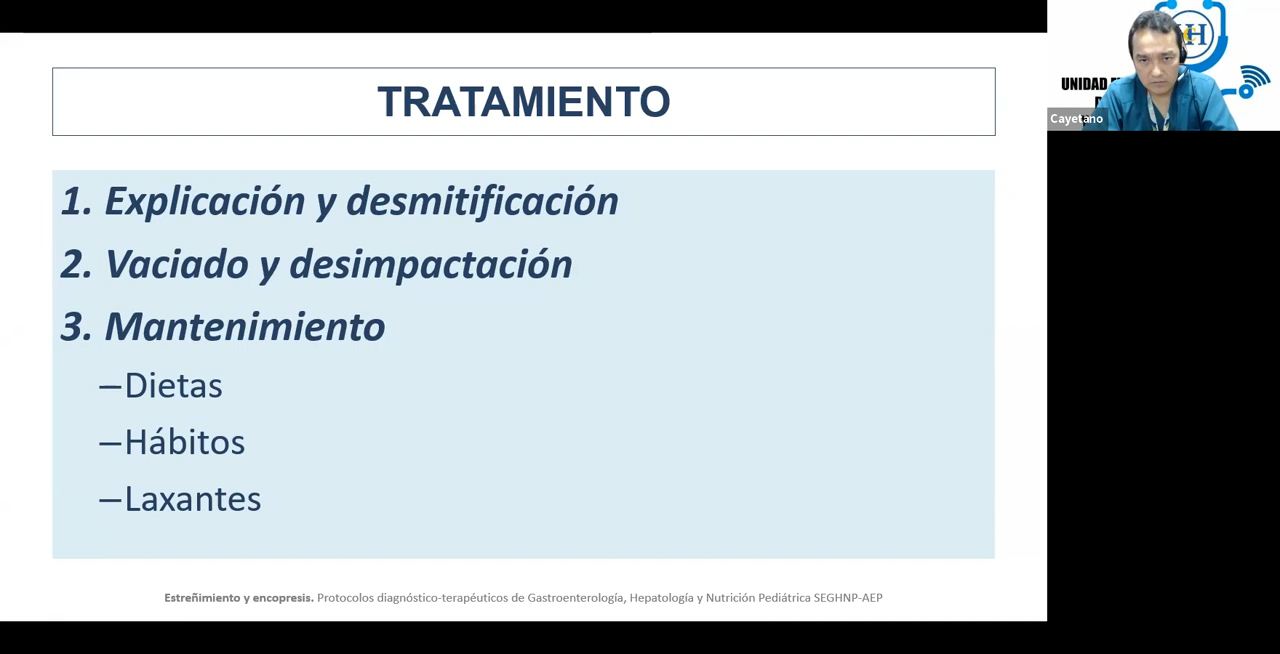 TRATAMIENTO
1. Explicación y desmitificación
2. Vaciado y desimpactación
3. Mantenimiento
–Dietas
–Hábitos
–Laxantes
Estreñimiento y encopresis. Protocolos diagnóstico-terapéuticos de Gastroenterología, Hepatología y Nutrición Pediátrica SEGHNP-AEP
UNIDAD
Cayetano